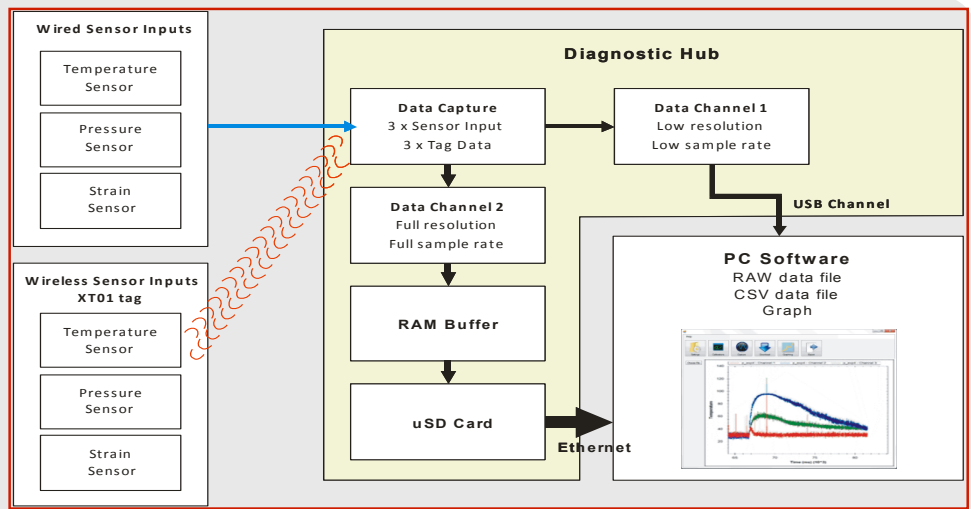 Wired Sensor Inputs
Temperature
Sensor
Pressure
Sensor
Strain
Sensor
Wireless Sensor Inputs
XT01 tag
Temperature
Sensor
Pressure
Sensor
Strain
Sensor
Diagnostic Hub
Data Capture
3 x Sensor Input
3 x Tag Data
Data Channel 1
Low resolution
Low sample rate
Data Channel 2
Full resolution
Full sample rate
USB Channel
RAM Buffer
uSD Card
Ethernet
PC Software
RAW data file
CSV data file
Graph
Temperature